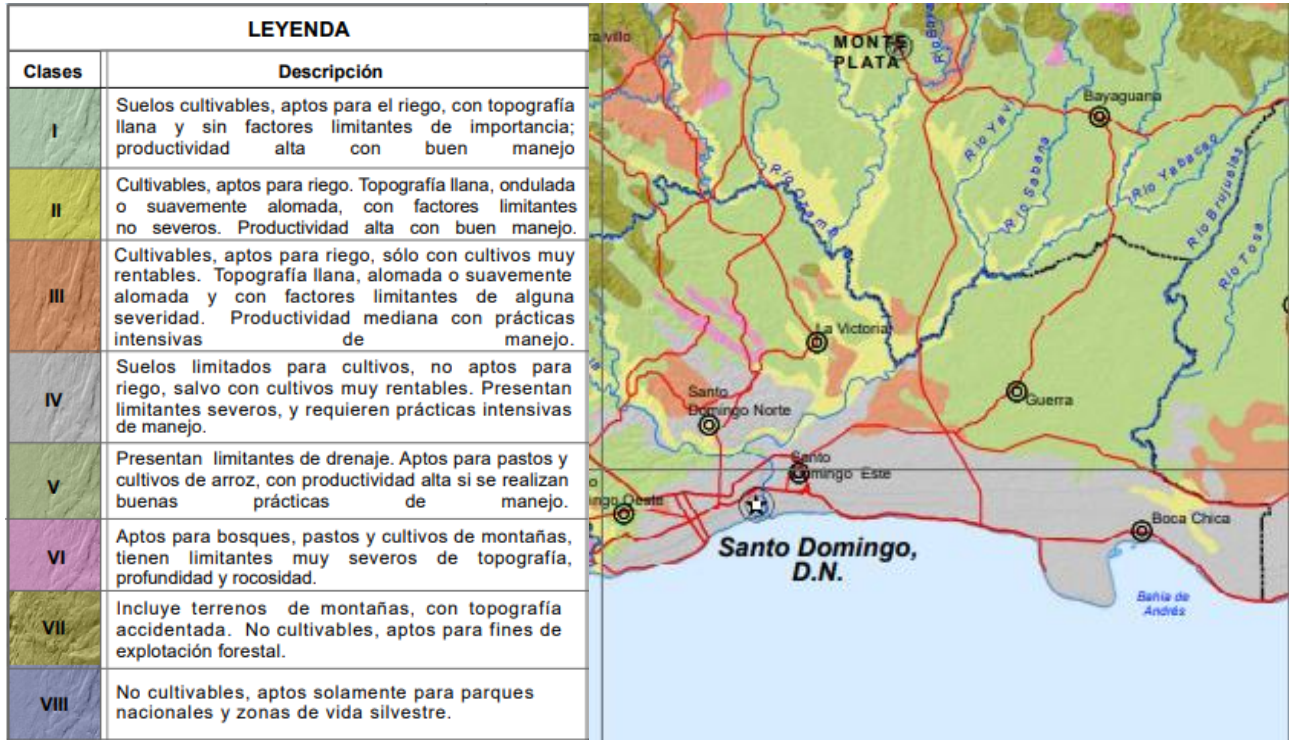 LEYENDA
Clases Descripción
I
Suelos cultivables, aptos para el riego, con topografía
llana y sin factores limitantes de importancia;
productividad alta con buen manejo
II
Cultivables, aptos para riego. Topografía llana, ondulada
o suavemente alomada, con factores limitantes
no severos. Productividad alta con buen manejo.
III
Cultivables, aptos para riego, sólo con cultivos muy
rentables. Topografía llana, alomada o suavemente
alomada y con factores limitantes de alguna
severidad. Productividad mediana con prácticas
intensivas de manejo.
IV
Suelos limitados para cultivos, no aptos para
riego, salvo con cultivos muy rentables. Presentan
limitantes severos, y requieren prácticas intensivas
de manejo.
V
Presentan limitantes de drenaje. Aptos para pastos y
cultivos de arroz, con productividad alta si se realizan
buenas prácticas de manejo.
VI
Aptos para bosques, pastos y cultivos de montañas,
tienen limitantes muy severos de topografía,
profundidad y rocosidad.
VII
Incluye terrenos de montañas, con topografía
accidentada. No cultivables, aptos para fines de
explotación forestal.
VIII
No cultivables, aptos solamente para parques
nacionales y zonas de vida silvestre.
MONTE
PLATA
Bayaguana
Río Sabana
Río Yabacao
Río Brujuelas
Río Tosa
Río Ozama
La Victoria
Santo
Domingo Norte
Guerra
Santo
Domingo Este
Boca Chica
Santo Domingo,
D.N.
Bahía de
Andrés